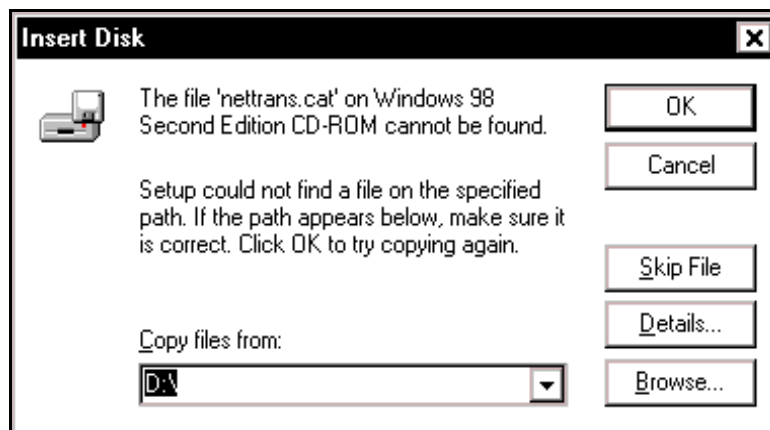 Insert Disk
The file 'nettrans.cat' on Windows 98
Second Edition CD-ROM cannot be found.
Setup could not find a file on the specified
path. If the path appears below, make sure it
is correct. Click OK to try copying again.
Copy files from:
D:\
OK
Cancel
Skip File
Details...
Browse...